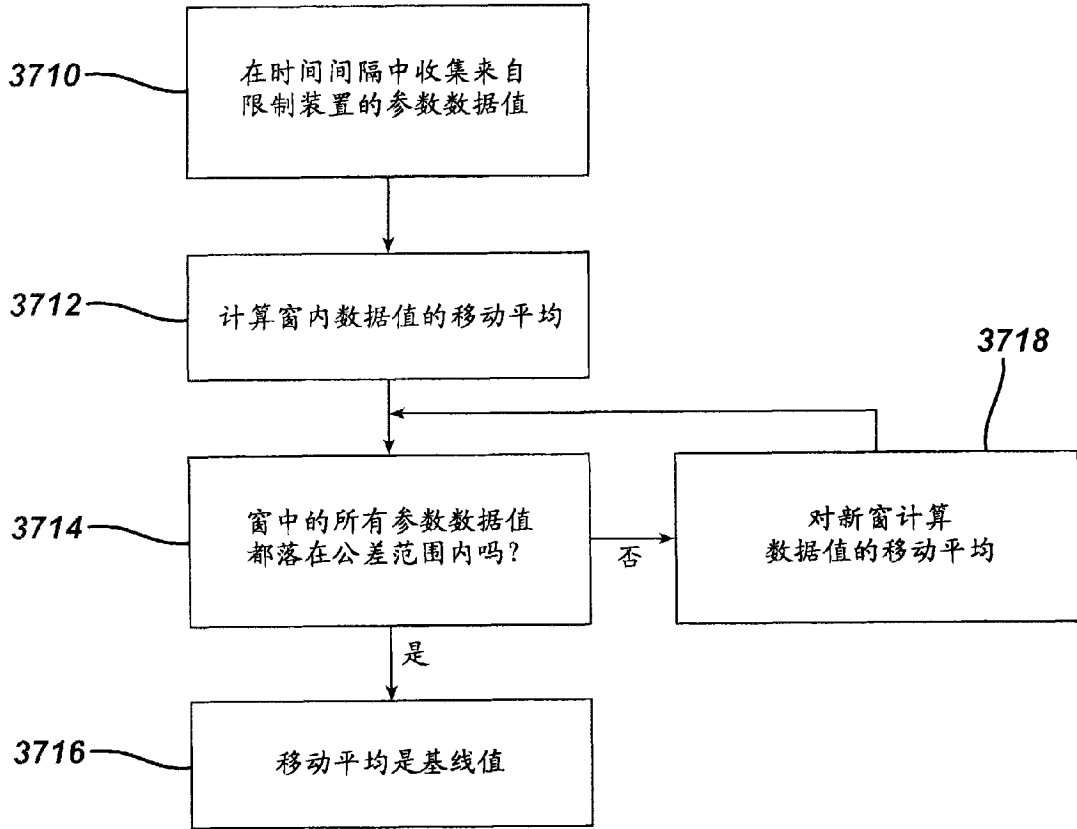 3710
在时间间隔中收集来自
限制装置的参数数据值
3712
计算窗内数据值的移动平均
3718
3714
窗中的所有参数数据值
都落在公差范围内吗?
否
对新窗计算
数据值的移动平均
是
3716
移动平均是基线值